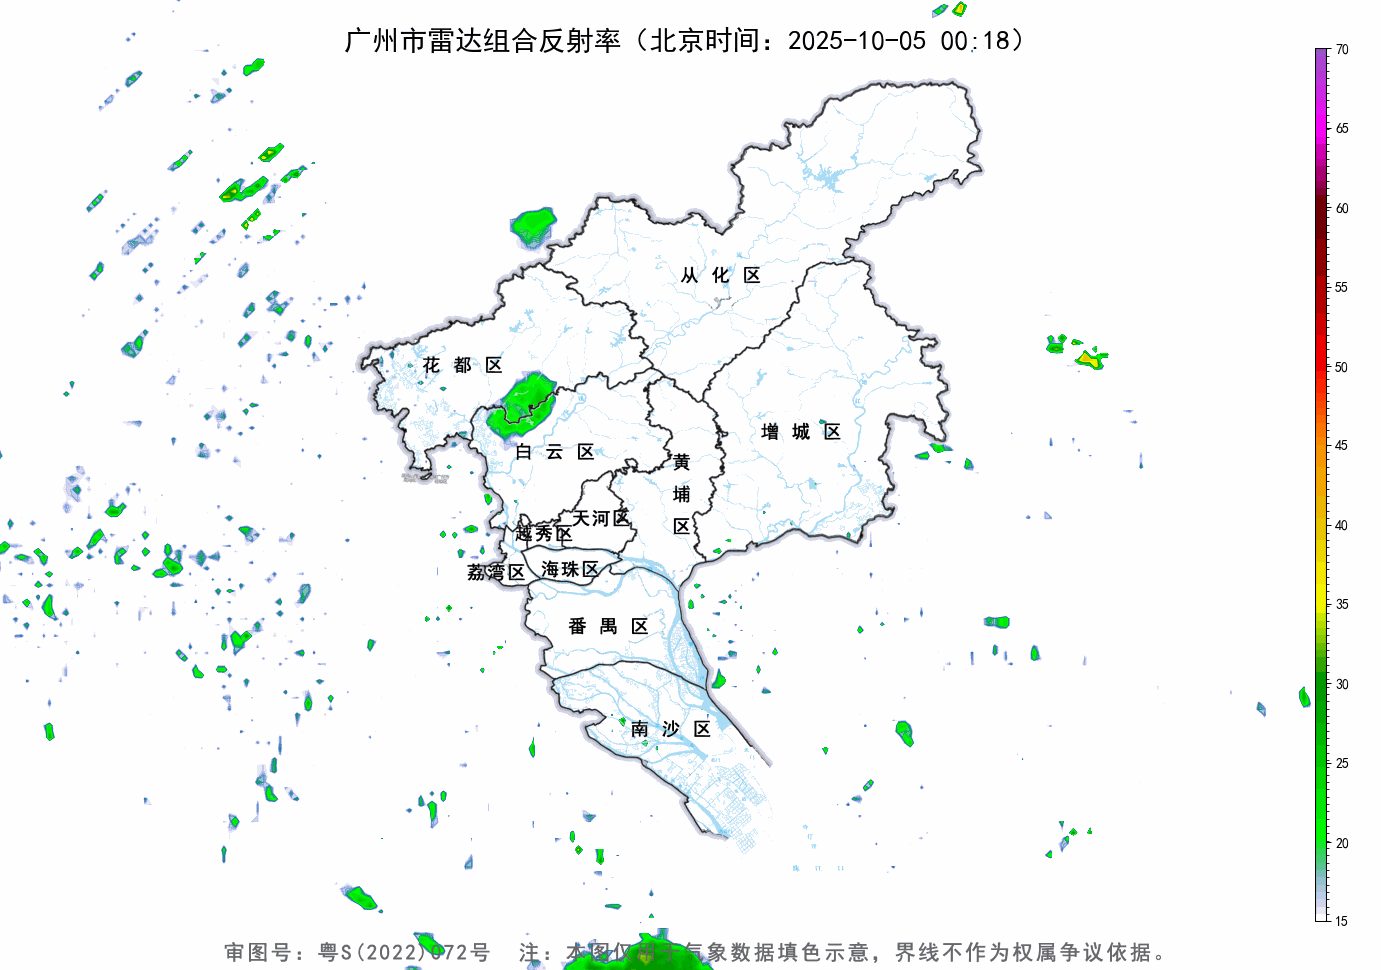 广州市雷达组合反射率（北京时间：2025-10-05 00:18）
70
65
60
55
50
45
40
35
30
25
20
15
从化区
花都区
增城区
白云区
黄埔区
天河区
越秀区
荔湾区
海珠区
番禺区
南沙区
审图号：粤S(2022)072号　注：本图仅用于气象数据填色示意，界线不作为权属争议依据。